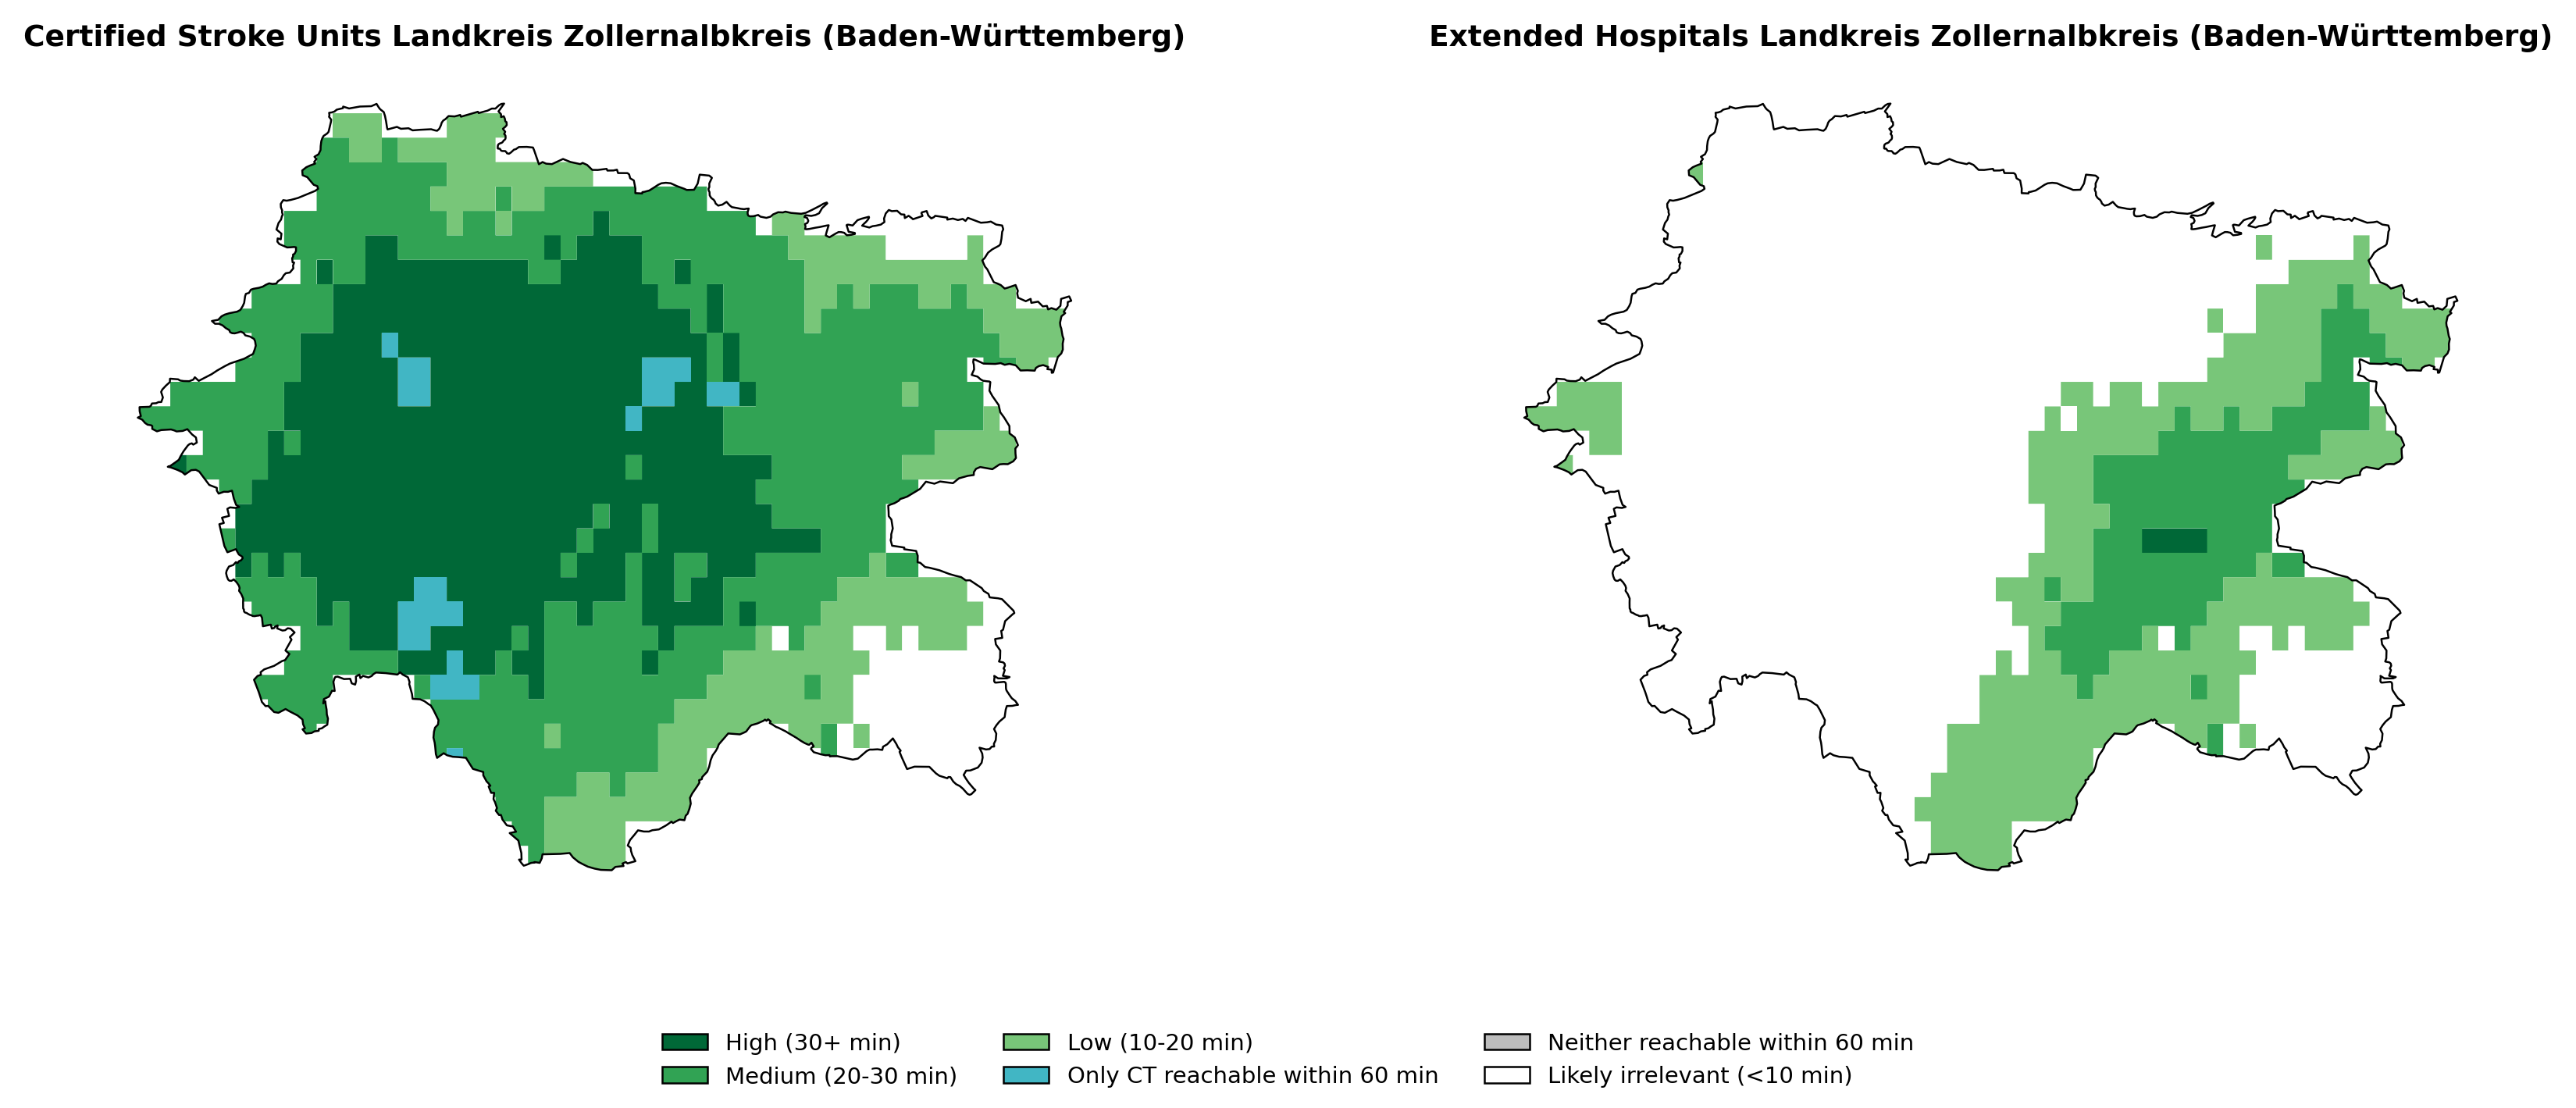 Certified Stroke Units Landkreis Zollernalbkreis (Baden-Württemberg)
Extended Hospitals Landkreis Zollernalbkreis (Baden-Württemberg)
High (30+ min)
Medium (20-30 min)
Low (10-20 min)
Only CT reachable within 60 min
Neither reachable within 60 min
Likely irrelevant (<10 min)